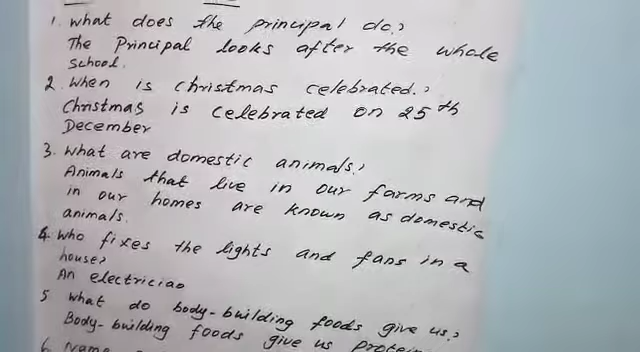 1. What does the principal do?
The Principal looks after the whole
school.
2. When is christmas celebrated.?
Christmas is celebrated on 25th
December
3. What are domestic animals?
Animals that live in our farms and
in our homes are known as domestic
animals.
4. Who fixes the lights and fans in a
house?
An electrician
5 What do body-building foods give us?
Body-building foods give us protein
6. Name